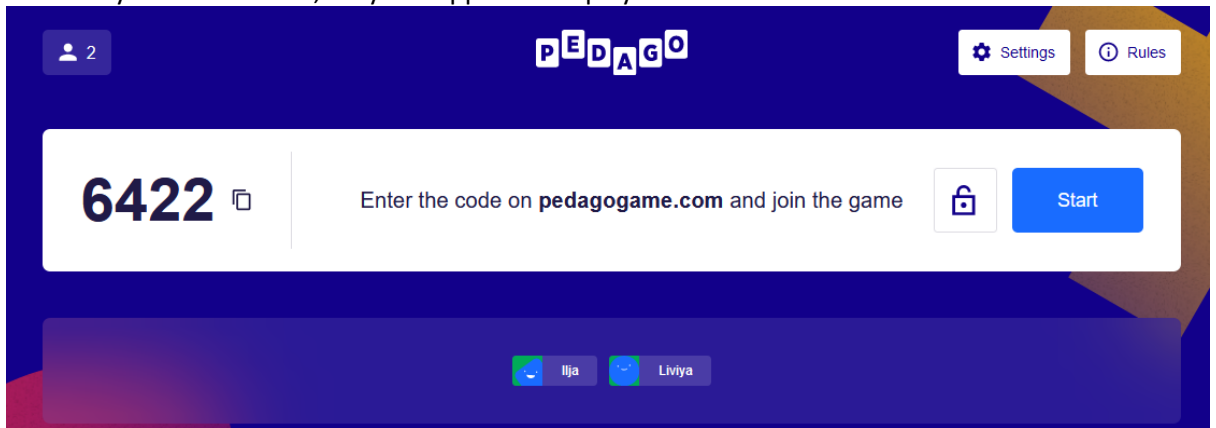 2
PEDAGO
Settings
Rules
6422
Enter the code on pedagogame.com and join the game
Start
Ilja
Liviya